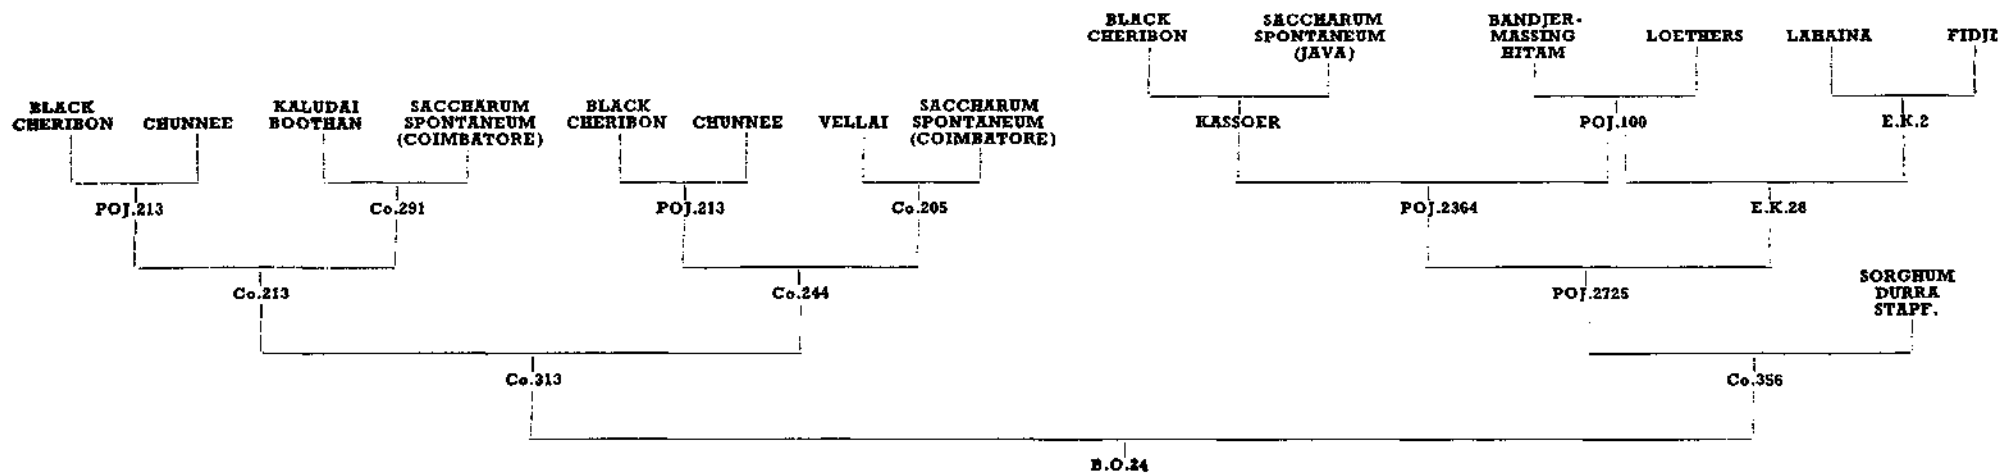 BLACK
CHERIBON
SACCHARUM
SPONTANEUM
(JAVA)
BANDJER-
MASSING
HITAM
LOETHERS
LAHAINA
FIDJI
BLACK
CHERIBON
CHUNNEE
KALUDAI
BOOTHAN
SACCHARUM
SPONTANEUM
(COIMBATORE)
BLACK
CHERIBON
CHUNNEE
VELLAI
SACCHARUM
SPONTANEUM
(COIMBATORE)
KASSOER
POJ.100
E.K.2
POJ.213
Co.291
POJ.213
Co.205
POJ.2364
E.K.28
Co.213
Co.244
POJ.2725
SORGHUM
DURRA
STAPF.
Co.313
Co.356
B.O.24